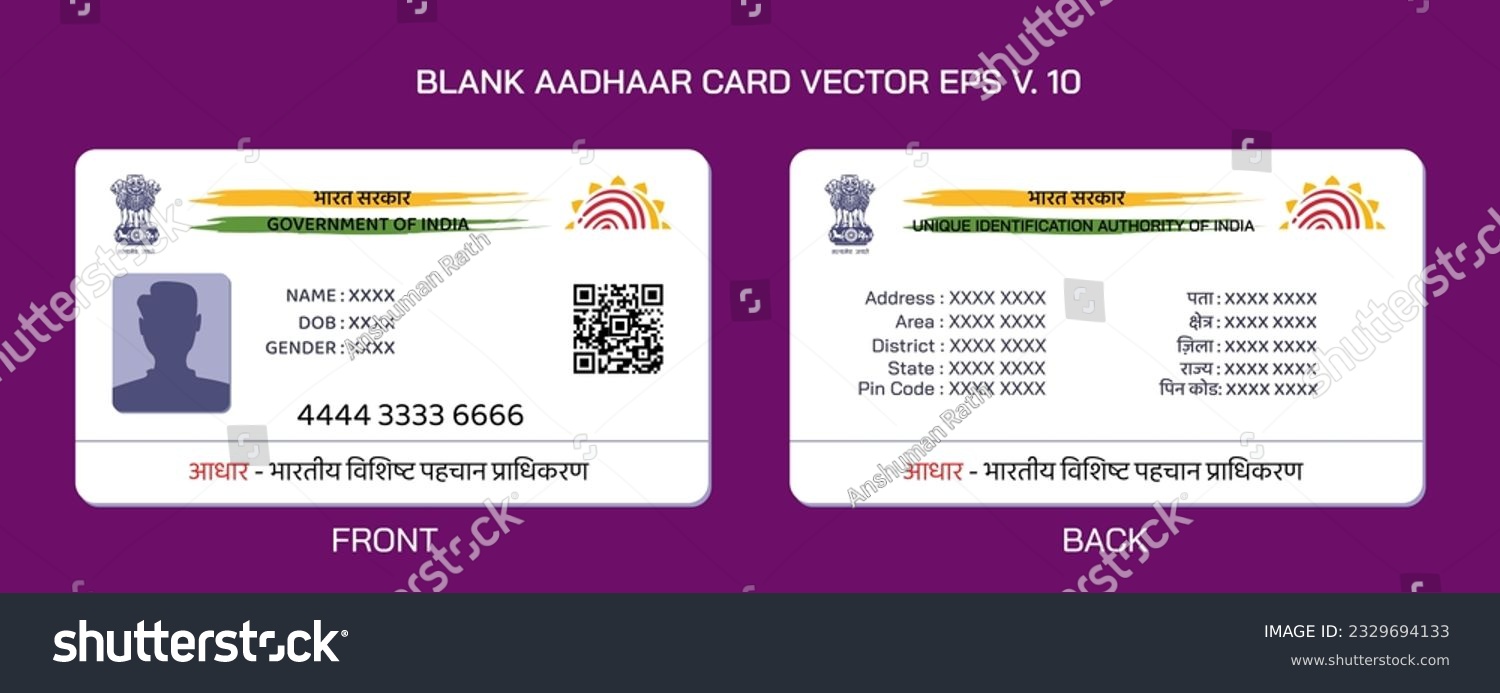 BLANK AADHAAR CARD VECTOR EPS V. 10
भारत सरकार
GOVERNMENT OF INDIA
NAME : XXXX
DOB : XXXX
GENDER : XXXX
4444 3333 6666
आधार - भारतीय विशिष्ट पहचान प्राधिकरण
FRONT
भारत सरकार
UNIQUE IDENTIFICATION AUTHORITY OF INDIA
Address : XXXX XXXX
Area : XXXX XXXX
District : XXXX XXXX
State : XXXX XXXX
Pin Code : XXXX XXXX
पता : XXXX XXXX
क्षेत्र : XXXX XXXX
ज़िला : XXXX XXXX
राज्य : XXXX XXXX
पिन कोड: XXXX XXXX
आधार - भारतीय विशिष्ट पहचान प्राधिकरण
BACK
shutterstock
Anshuman Rath
Anshuman Rath
shutterstock®
IMAGE ID: 2329694133
www.shutterstock.com